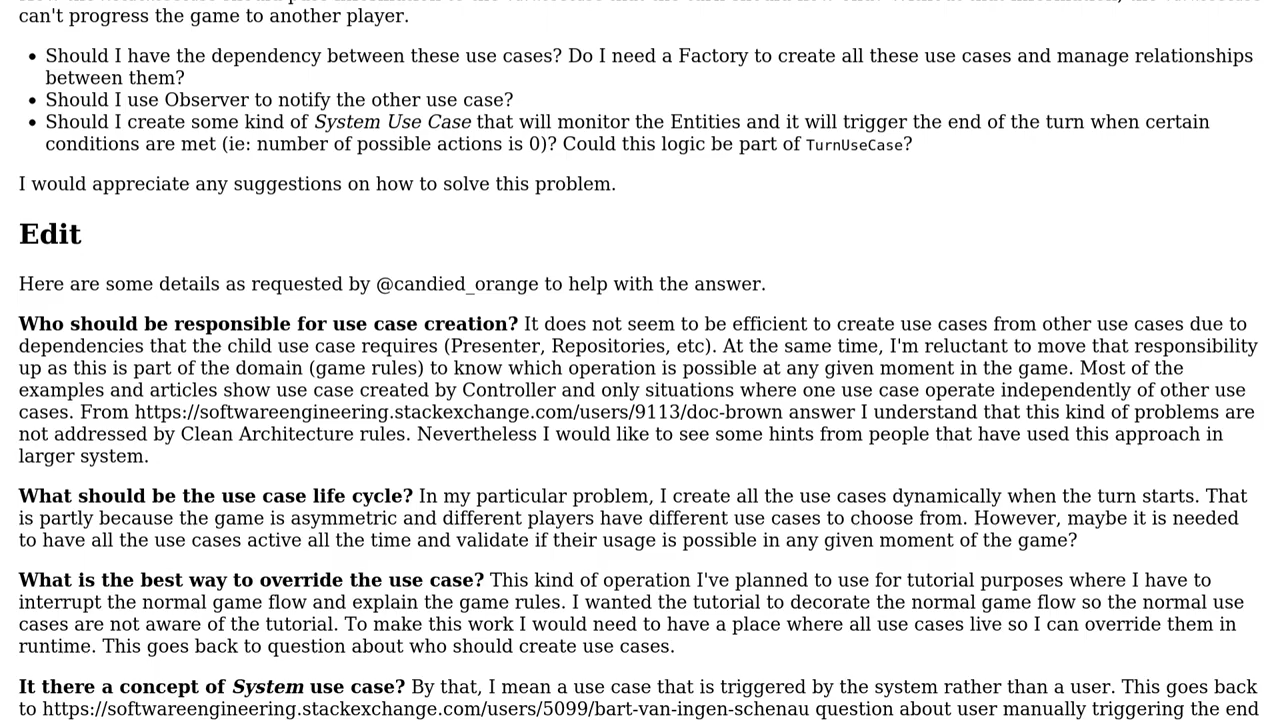 can't progress the game to another player.
• Should I have the dependency between these use cases? Do I need a Factory to create all these use cases and manage relationships
between them?
• Should I use Observer to notify the other use case?
• Should I create some kind of System Use Case that will monitor the Entities and it will trigger the end of the turn when certain
conditions are met (ie: number of possible actions is 0)? Could this logic be part of TurnUseCase?
I would appreciate any suggestions on how to solve this problem.
Edit
Here are some details as requested by @candied_orange to help with the answer.
Who should be responsible for use case creation? It does not seem to be efficient to create use cases from other use cases due to
dependencies that the child use case requires (Presenter, Repositories, etc). At the same time, I'm reluctant to move that responsibility
up as this is part of the domain (game rules) to know which operation is possible at any given moment in the game. Most of the
examples and articles show use case created by Controller and only situations where one use case operate independently of other use
cases. From https://softwareengineering.stackexchange.com/users/9113/doc-brown answer I understand that this kind of problems are
not addressed by Clean Architecture rules. Nevertheless I would like to see some hints from people that have used this approach in
larger system.
What should be the use case life cycle? In my particular problem, I create all the use cases dynamically when the turn starts. That
is partly because the game is asymmetric and different players have different use cases to choose from. However, maybe it is needed
to have all the use cases active all the time and validate if their usage is possible in any given moment of the game?
What is the best way to override the use case? This kind of operation I've planned to use for tutorial purposes where I have to
interrupt the normal game flow and explain the game rules. I wanted the tutorial to decorate the normal game flow so the normal use
cases are not aware of the tutorial. To make this work I would need to have a place where all use cases live so I can override them in
runtime. This goes back to question about who should create use cases.
It there a concept of System use case? By that, I mean a use case that is triggered by the system rather than a user. This goes back
to https://softwareengineering.stackexchange.com/users/5099/bart-van-ingen-schenau question about user manually triggering the end